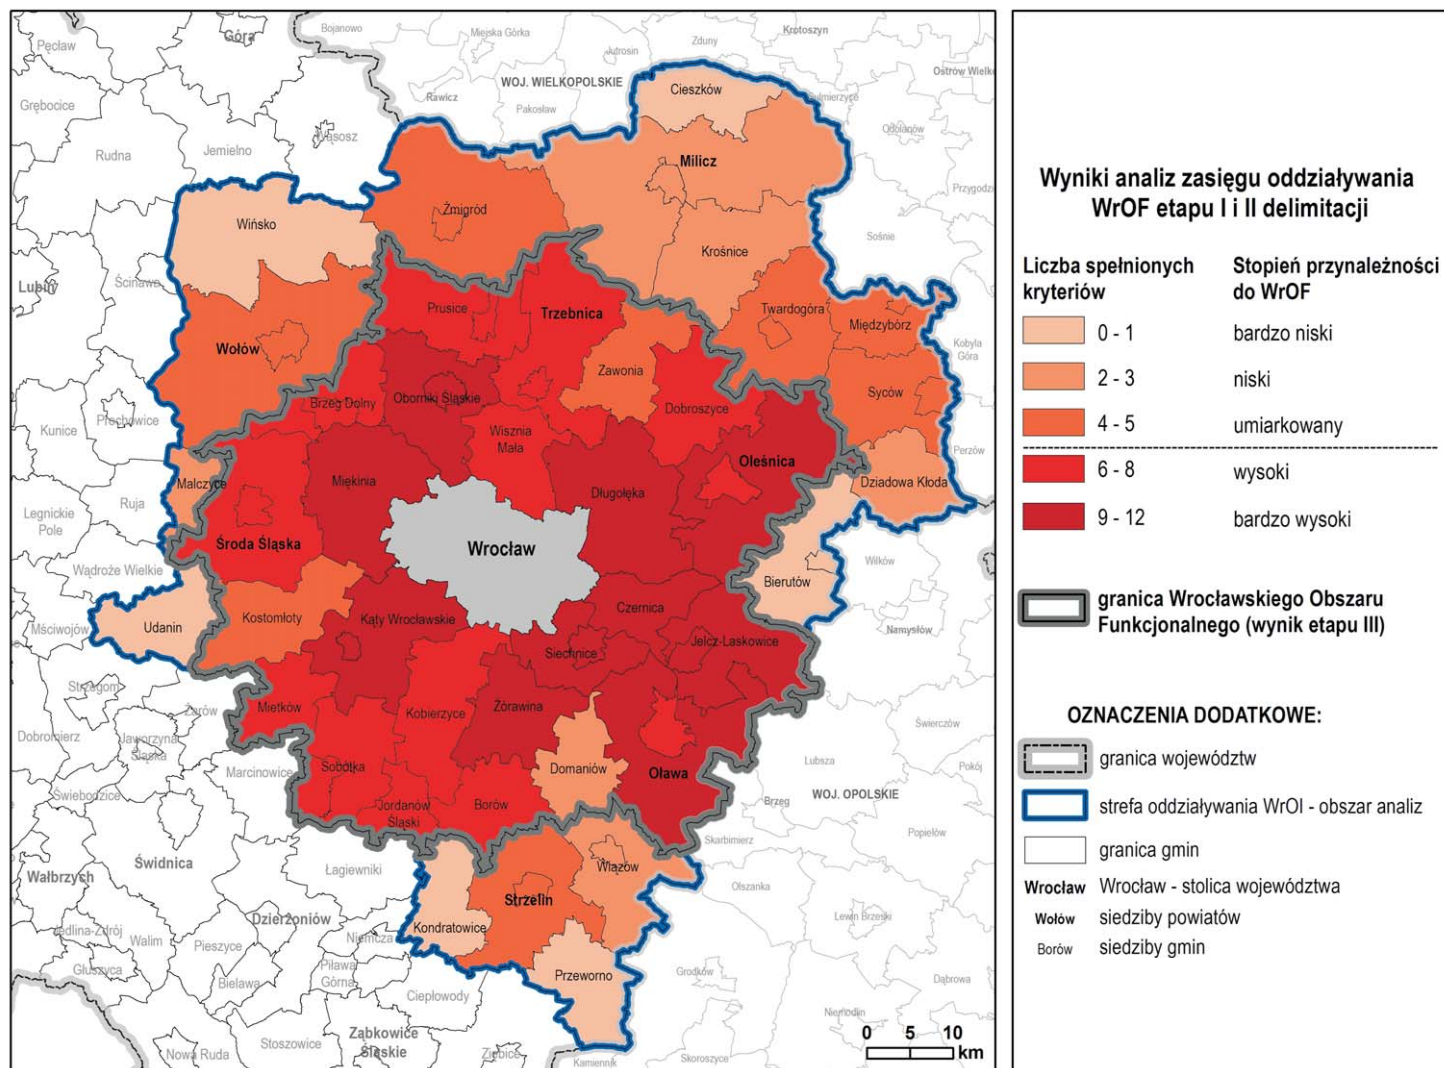 Pęcław
Góra
Bojanowo
Miejska Górka
Zduny
Krotoszyn
Jutrosin
WOJ. WIELKOPOLSKIE
Ostrów Wielko
Grębocice
Rawicz
Pakosław
Cieszków
Odolanów
Wąsosz
Rudna
Jemielno
Milicz
Przygodz
Wińsko
Żmigród
Krośnice
Sośnie
Lubin
Ścinawa
Prusice
Trzebnica
Twardogóra
Międzybórz
Wołów
Zawonia
Kobyla
Góra
Brzeg Dolny
Oborniki Śląskie
Dobroszyce
Syców
Kunice
Prochowice
Wisznia
Mała
Oleśnica
Perzów
Malczyce
Miękinia
Długołęka
Dziadowa Kłoda
Legnickie
Pole
Ruja
Środa Śląska
Wrocław
Wądroże Wielkie
Bierutów
Wilków
Mściwojów
Udanin
Kostomłoty
Kąty Wrocławskie
Czernica
Namysłów
Siechnice
Jelcz-Laskowice
Strzegom
Żarów
Mietków
Kobierzyce
Żórawina
Świerczów
Dobromierz
Jaworzyna
Śląska
Marcinowice
Sobótka
Domaniów
Oława
Lubsza
Pokój
Świebodzice
Jordanów
Śląski
Borów
Brzeg
WOJ. OPOLSKIE
Świdnica
Skarbimierz
Popielów
Wałbrzych
Łagiewniki
Wiązów
Olszanka
Strzelin
Dzierżoniów
Kondratowice
Lewin Brzeski
Jedlina-Zdrój
Walim
Pieszyce
Niemcza
Głuszyca
Bielawa
Piława
Górna
Przeworno
Grodków
Dąbrowa
Ciepłowody
Niemodlin
Stoszowice
Ząbkowice
Śląskie
Nowa Ruda
Ziębice
Kamiennik
Skoroszyce
0 5 10
km
Wyniki analiz zasięgu oddziaływania
WrOF etapu I i II delimitacji
Liczba spełnionych
kryteriów
Stopień przynależności
do WrOF
0 - 1 bardzo niski
2 - 3 niski
4 - 5 umiarkowany
6 - 8 wysoki
9 - 12 bardzo wysoki
granica Wrocławskiego Obszaru
Funkcjonalnego (wynik etapu III)
OZNACZENIA DODATKOWE:
granica województw
strefa oddziaływania WrOI - obszar analiz
granica gmin
Wrocław Wrocław - stolica województwa
Wołów siedziby powiatów
Borów siedziby gmin